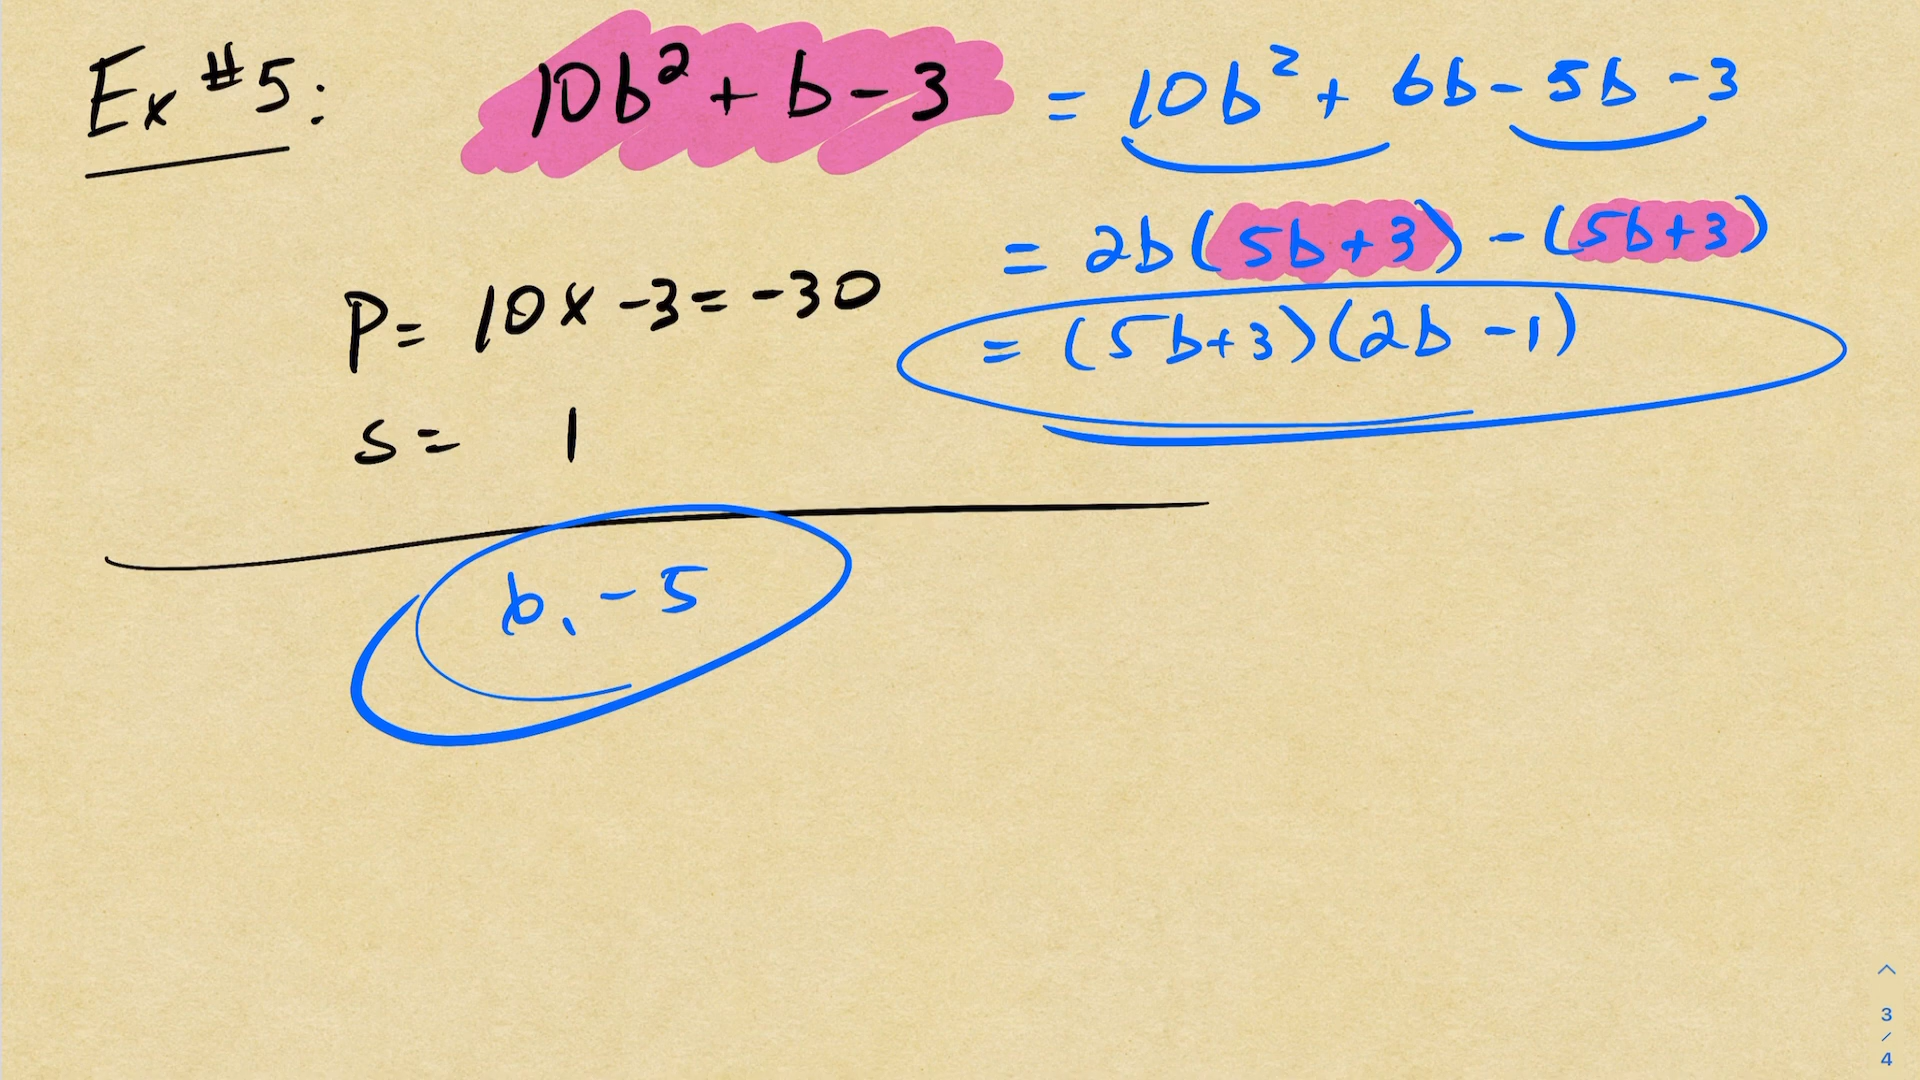 Ex #5: 10b² + b - 3 = 10b² + 6b - 5b - 3
= 2b(5b+3) - (5b+3)
P = 10 x -3 = -30
= (5b+3)(2b-1)
S = 1
6, -5
3
/
4